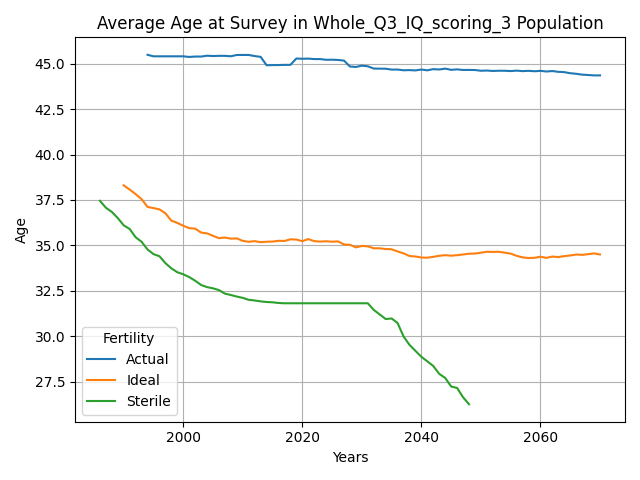 Average Age at Survey in Whole_Q3_IQ_scoring_3 Population
45.0
42.5
40.0
37.5
35.0
32.5
30.0
27.5
Age
Fertility
Actual
Ideal
Sterile
2000 2020 2040 2060
Years